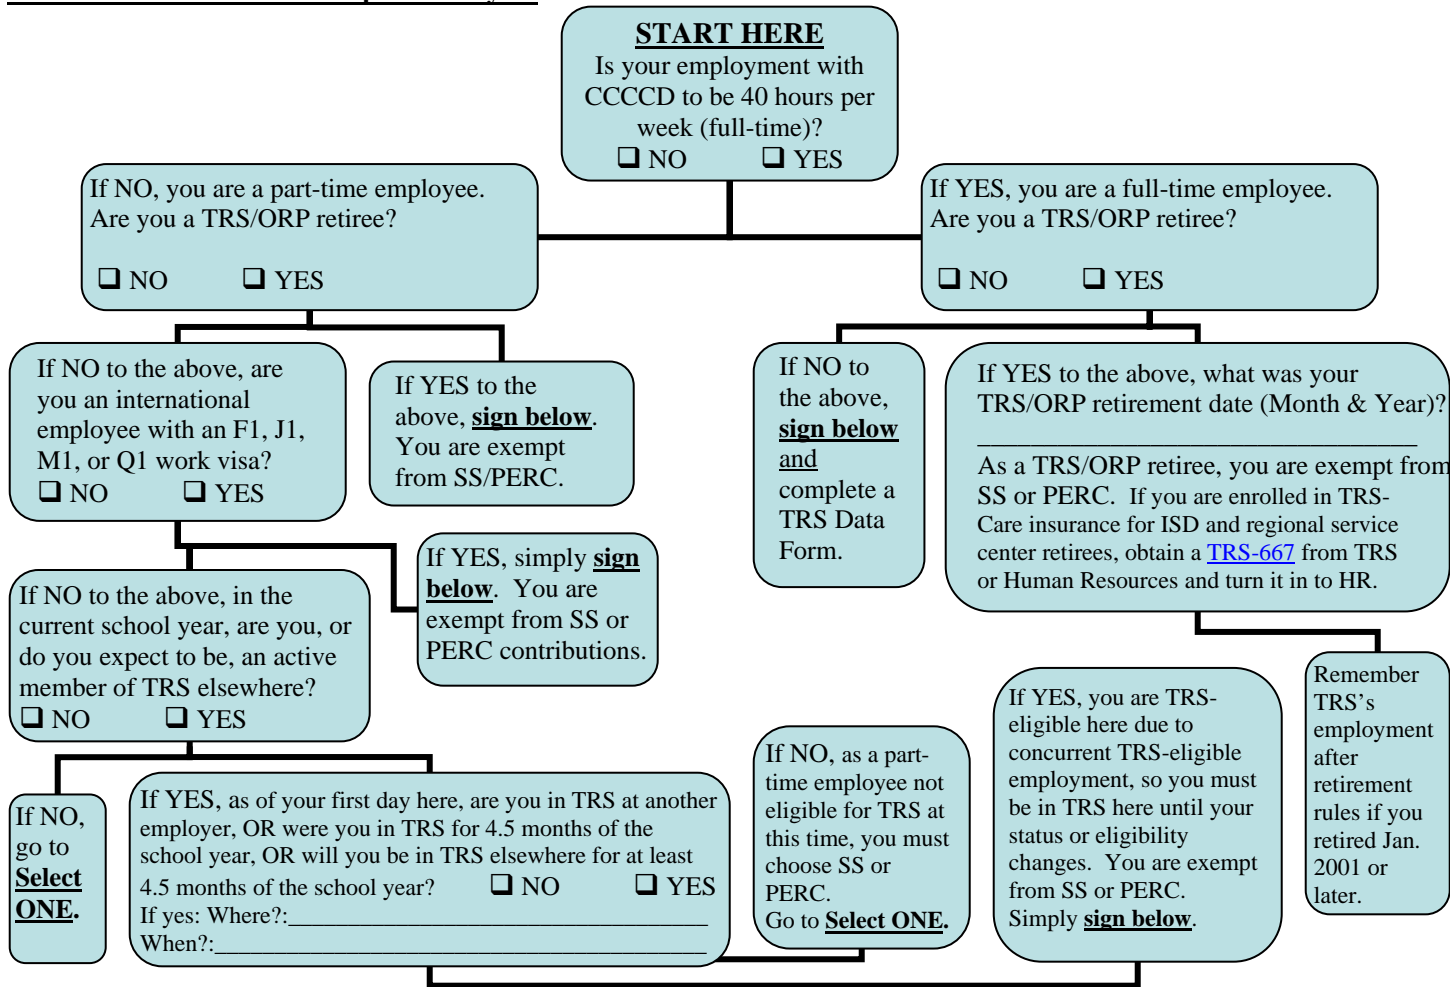 START HERE
Is your employment with
CCCCD to be 40 hours per
week (full-time)?
❑ NO ❑ YES
If NO, you are a part-time employee.
Are you a TRS/ORP retiree?
❑ NO ❑ YES
If YES, you are a full-time employee.
Are you a TRS/ORP retiree?
❑ NO ❑ YES
If NO to the above, are
you an international
employee with an F1, J1,
M1, or Q1 work visa?
❑ NO ❑ YES
If YES to the
above, sign below.
You are exempt
from SS/PERC.
If NO to
the above,
sign below
and
complete a
TRS Data
Form.
If YES to the above, what was your
TRS/ORP retirement date (Month & Year)?
___________________________________
As a TRS/ORP retiree, you are exempt from
SS or PERC. If you are enrolled in TRS-
Care insurance for ISD and regional service
center retirees, obtain a TRS-667 from TRS
or Human Resources and turn it in to HR.
If YES, simply sign
below. You are
exempt from SS or
PERC contributions.
If NO to the above, in the
current school year, are you, or
do you expect to be, an active
member of TRS elsewhere?
❑ NO ❑ YES
Remember
TRS's
employment
after
retirement
rules if you
retired Jan.
2001 or
later.
If YES, you are TRS-
eligible here due to
concurrent TRS-eligible
employment, so you must
be in TRS here until your
status or eligibility
changes. You are exempt
from SS or PERC.
Simply sign below.
If NO, as a part-
time employee not
eligible for TRS at
this time, you must
choose SS or
PERC.
Go to Select ONE.
If NO,
go to
Select
ONE.
If YES, as of your first day here, are you in TRS at another
employer, OR were you in TRS for 4.5 months of the
school year, OR will you be in TRS elsewhere for at least
4.5 months of the school year? ❑ NO ❑ YES
If yes: Where?:___________________________________
When?:_________________________________________